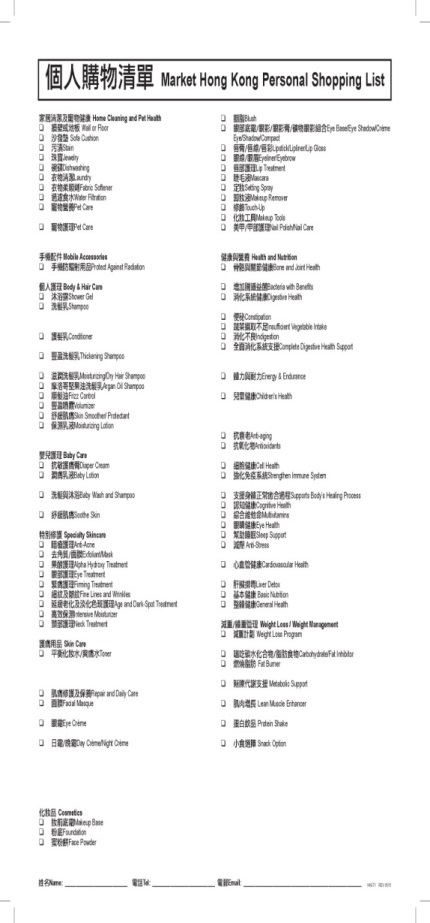 個人購物清單 Market Hong Kong Personal Shopping List
家居清潔及寵物健康 Home Cleaning and Pet Health
❑ 牆壁或地板 Wall or Floor
❑ 沙發墊 Sofa Cushion
❑ 污漬Stain
❑ 珠寶Jewelry
❑ 碗碟Dishwashing
❑ 衣物清潔Laundry
❑ 衣物柔順劑Fabric Softener
❑ 過濾食水Water Filtration
❑ 寵物營養Pet Care
❑ 寵物護理Pet Care
手機配件 Mobile Accessories
❑ 手機防輻射用品Protect Against Radiation
個人護理 Body & Hair Care
❑ 沐浴露Shower Gel
❑ 洗髮乳Shampoo
❑ 護髮乳Conditioner
❑ 豐盈洗髮乳Thickening Shampoo
❑ 滋潤洗髮乳Moisturizing/Dry Hair Shampoo
❑ 摩洛哥堅果油洗髮乳Argan Oil Shampoo
❑ 順髮油Frizz Control
❑ 豐盈噴霧Volumizer
❑ 舒緩肌膚Skin Smoother/ Protectant
❑ 保濕乳液Moisturizing Lotion
嬰兒護理 Baby Care
❑ 抗敏護膚膏Diaper Cream
❑ 潤膚乳液Baby Lotion
❑ 洗髮與沐浴Baby Wash and Shampoo
❑ 舒緩肌膚Soothe Skin
特別修護 Specialty Skincare
❑ 暗瘡護理Anti-Acne
❑ 去角質/面膜Exfoliant/Mask
❑ 果酸護理Alpha Hydroxy Treatment
❑ 眼部護理Eye Treatment
❑ 緊膚護理Firming Treatment
❑ 細紋及皺紋Fine Lines and Wrinkles
❑ 延緩老化及淡化色斑護理Age and Dark-Spot Treatment
❑ 高效保濕Intensive Moisturizer
❑ 頸部護理Neck Treatment
護膚用品 Skin Care
❑ 平衡化妝水/爽膚水Toner
❑ 肌膚修護及保養Repair and Daily Care
❑ 面膜Facial Masque
❑ 眼霜Eye Crème
❑ 日霜/晚霜Day Crème/Night Crème
化妝品 Cosmetics
❑ 妝前底霜Makeup Base
❑ 粉底Foundation
❑ 蜜粉餅Face Powder
❑ 胭脂Blush
❑ 眼部底霜/眼影/眼影膏/礦物眼影組合Eye Base/Eye Shadow/Crème
Eye/Shadow/Compact
❑ 唇膏/唇線/唇彩Lipstick/Lipliner/Lip Gloss
❑ 眼線/眼眉Eyeliner/Eyebrow
❑ 唇部護理Lip Treatment
❑ 睫毛液Mascara
❑ 定妝Setting Spray
❑ 卸妝液Makeup Remover
❑ 修飾Touch-Up
❑ 化妝工具Makeup Tools
❑ 美甲/甲部護理Nail Polish/Nail Care
健康與營養 Health and Nutrition
❑ 骨骼與關節健康Bone and Joint Health
❑ 增加腸道益菌Bacteria with Benefits
❑ 消化系統健康Digestive Health
❑ 便秘Constipation
❑ 蔬菜攝取不足Insufficient Vegetable Intake
❑ 消化不良Indigestion
❑ 全面消化系統支援Complete Digestive Health Support
❑ 精力與耐力Energy & Endurance
❑ 兒童健康Children's Health
❑ 抗衰老Anti-aging
❑ 抗氧化物Antioxidants
❑ 細胞健康Cell Health
❑ 強化免疫系統Strengthen Immune System
❑ 支援身體正常癒合過程Supports Body's Healing Process
❑ 認知健康Cognitive Health
❑ 綜合維他命Multivitamins
❑ 眼睛健康Eye Health
❑ 幫助睡眠Sleep Support
❑ 減壓 Anti-Stress
❑ 心血管健康Cardiovascular Health
❑ 肝臟排毒Liver Detox
❑ 基本健康 Basic Nutrition
❑ 整體健康General Health
減重/體重管理 Weight Loss / Weight Management
❑ 減重計劃 Weight Loss Program
❑ 碳吃碳水化合物/脂肪食物Carbohydrate/Fat Inhibitor
❑ 燃燒脂肪 Fat Burner
❑ 新陳代謝支援 Metabolic Support
❑ 肌肉增長 Lean Muscle Enhancer
❑ 蛋白飲品 Protein Shake
❑ 小食選擇 Snack Option
姓名Name: ____________ 電話Tel: ____________ 電郵Email: ____________